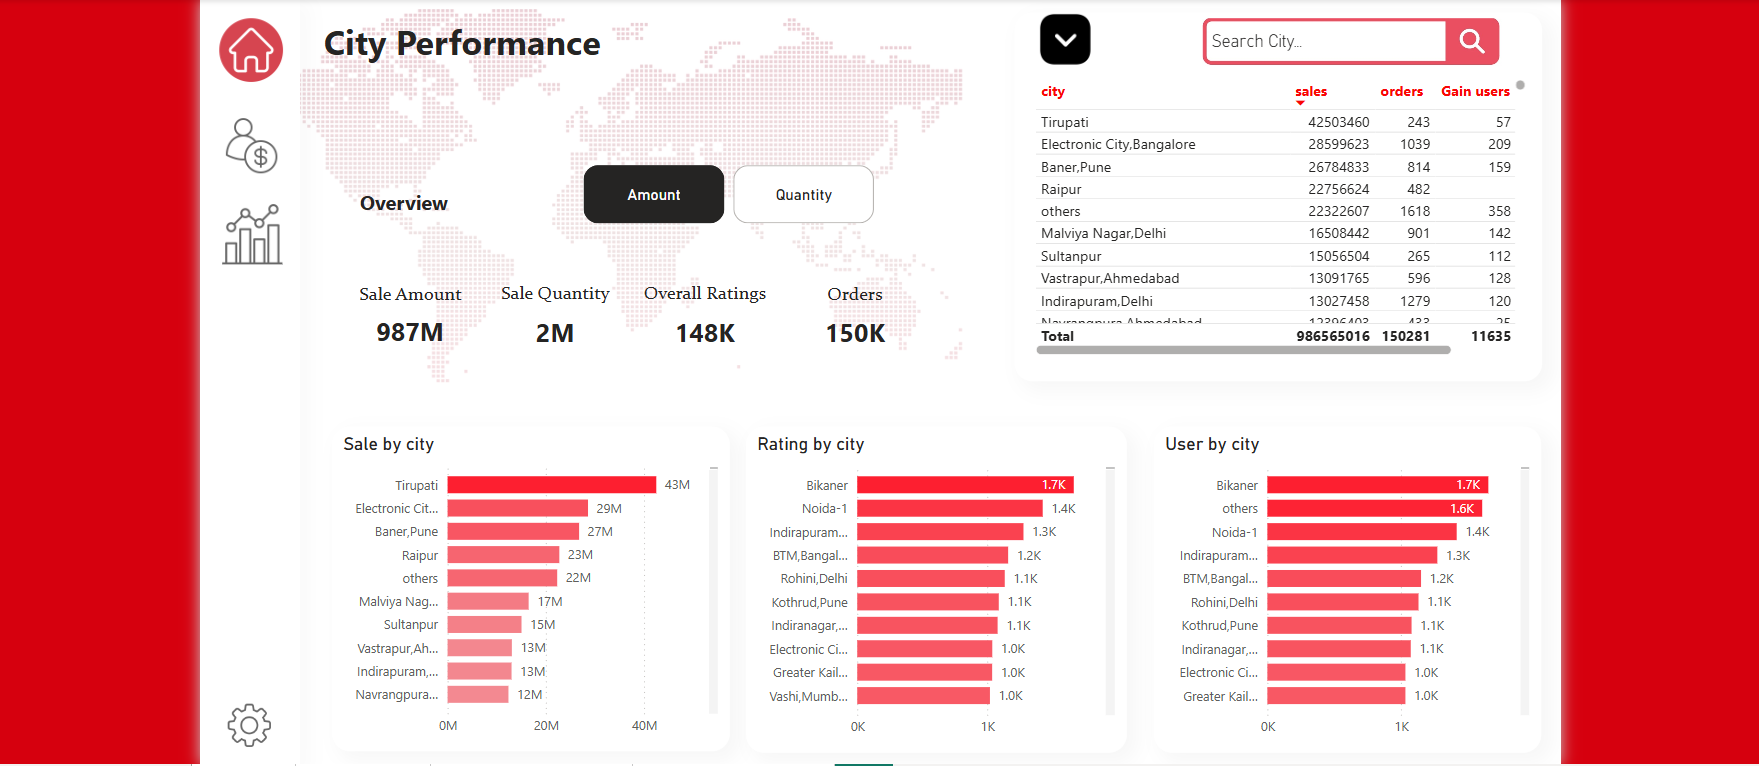 City Performance
Search City...
city sales orders Gain users
Tirupati 42503460 243 57
Electronic City,Bangalore 28599623 1039 209
Baner,Pune 26784833 814 159
Raipur 22756624 482
others 22322607 1618 358
Malviya Nagar,Delhi 16508442 901 142
Sultanpur 15056504 265 112
Vastrapur,Ahmedabad 13091765 596 128
Indirapuram,Delhi 13027458 1279 120
Navrangpura,Ahmedabad 12396403 433 25
Total 986565016 150281 11635
Amount Quantity
Overview
Sale Amount Sale Quantity Overall Ratings Orders
987M 2M 148K 150K
Sale by city
Tirupati 43M
Electronic Cit... 29M
Baner,Pune 27M
Raipur 23M
others 22M
Malviya Nag... 17M
Sultanpur 15M
Vastrapur,Ah... 13M
Indirapuram,... 13M
Navrangpura... 12M
0M 20M 40M
Rating by city
Bikaner 1.7K
Noida-1 1.4K
Indirapuram... 1.3K
BTM,Bangal... 1.2K
Rohini,Delhi 1.1K
Kothrud,Pune 1.1K
Indiranagar,... 1.1K
Electronic Ci... 1.0K
Greater Kail... 1.0K
Vashi,Mumb... 1.0K
0K 1K
User by city
Bikaner 1.7K
others 1.6K
Noida-1 1.4K
Indirapuram... 1.3K
BTM,Bangal... 1.2K
Rohini,Delhi 1.1K
Kothrud,Pune 1.1K
Indiranagar,... 1.1K
Electronic Ci... 1.0K
Greater Kail... 1.0K
0K 1K